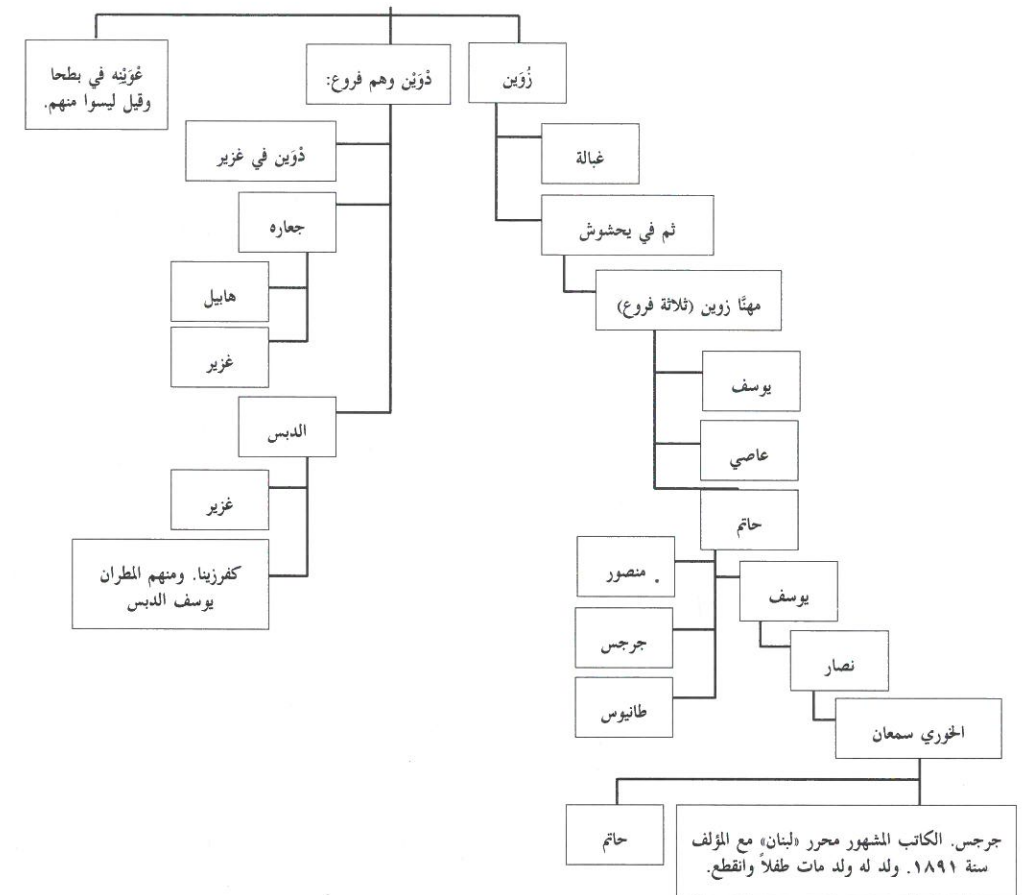 زُوَين
دْوَيْن وهم فروع:
عْوَيْنِه في بطحا
وقيل ليسوا منهم.
غبالة
ثم في يحشوش
مهنَّا زوين (ثلاثة فروع)
يوسف
عاصي
حاتم
يوسف
منصور
جرجس
طانيوس
نصار
الخوري سمعان
جرجس. الكاتب المشهور محرر «لبنان» مع المؤلف
سنة ١٨٩١. ولد له ولد مات طفلاً وانقطع.
حاتم
دْوَين في غزير
جعاره
هابيل
غزير
الدبس
غزير
كفرزينا. ومنهم المطران
يوسف الدبس